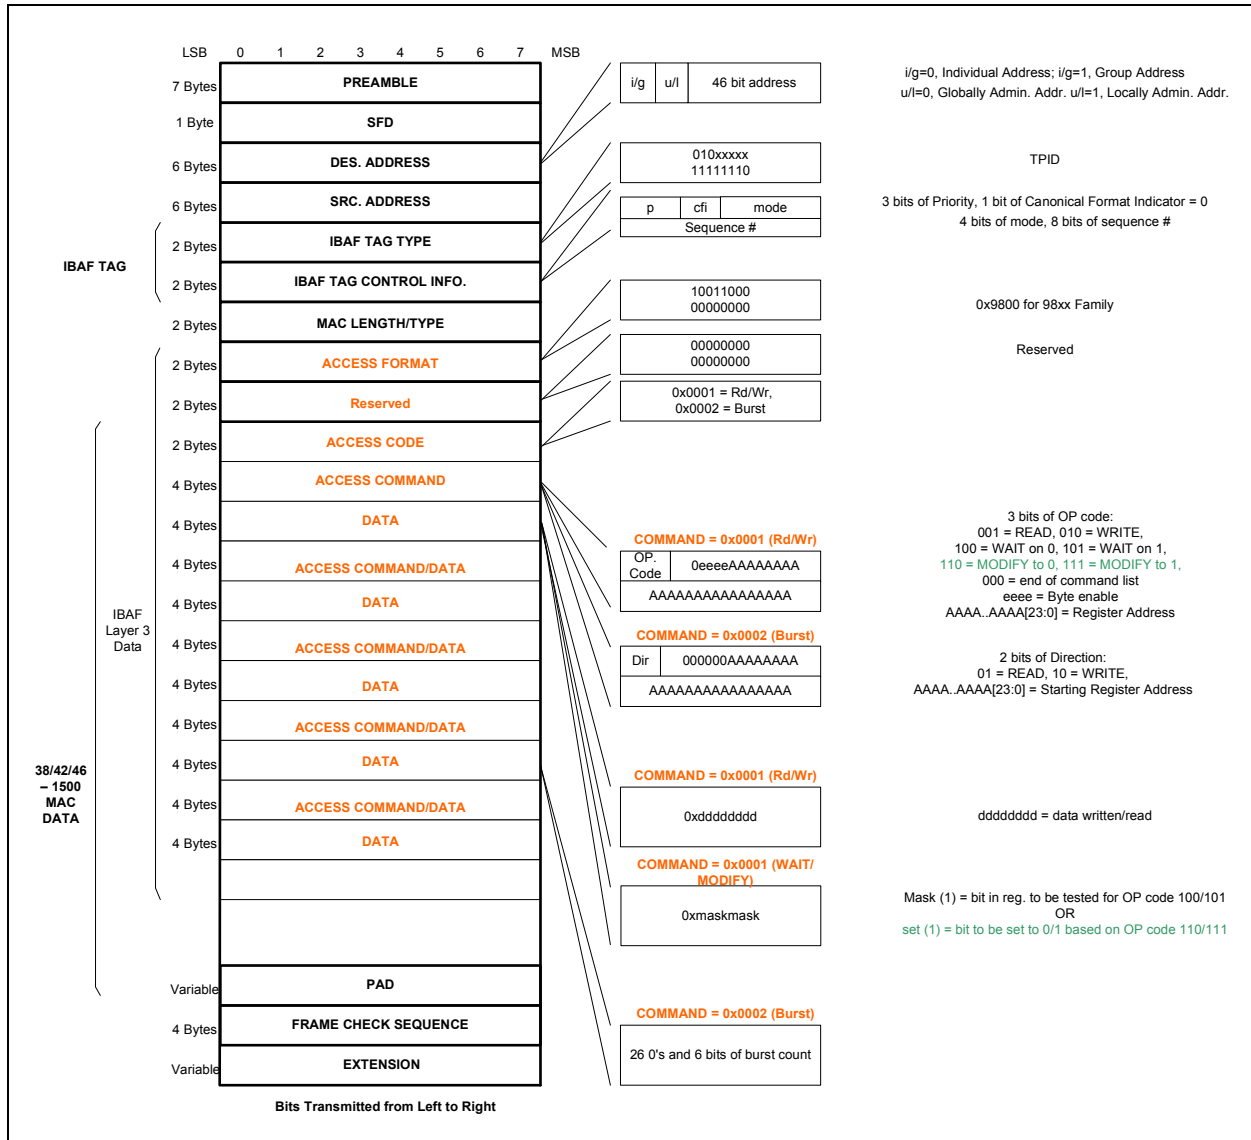 LSB 0 1 2 3 4 5 6 7 MSB
7 Bytes PREAMBLE
1 Byte SFD
6 Bytes DES. ADDRESS
6 Bytes SRC. ADDRESS
IBAF TAG
2 Bytes IBAF TAG TYPE
2 Bytes IBAF TAG CONTROL INFO.
2 Bytes MAC LENGTH/TYPE
2 Bytes ACCESS FORMAT
2 Bytes Reserved
2 Bytes ACCESS CODE
4 Bytes ACCESS COMMAND
4 Bytes DATA
4 Bytes ACCESS COMMAND/DATA
4 Bytes DATA
4 Bytes ACCESS COMMAND/DATA
4 Bytes DATA
4 Bytes ACCESS COMMAND/DATA
4 Bytes DATA
4 Bytes ACCESS COMMAND/DATA
4 Bytes DATA
IBAF
Layer 3
Data
38/42/46
– 1500
MAC
DATA
Variable PAD
4 Bytes FRAME CHECK SEQUENCE
Variable EXTENSION
Bits Transmitted from Left to Right
i/g u/l 46 bit address
i/g=0, Individual Address; i/g=1, Group Address
u/l=0, Globally Admin. Addr. u/l=1, Locally Admin. Addr.
010xxxxx
11111110
TPID
p cfi mode
Sequence #
3 bits of Priority, 1 bit of Canonical Format Indicator = 0
4 bits of mode, 8 bits of sequence #
10011000
00000000
0x9800 for 98xx Family
00000000
00000000
Reserved
0x0001 = Rd/Wr,
0x0002 = Burst
COMMAND = 0x0001 (Rd/Wr)
OP.
Code
0eeeeAAAAAAAA
AAAAAAAAAAAAAAAA
3 bits of OP code:
001 = READ, 010 = WRITE,
100 = WAIT on 0, 101 = WAIT on 1,
110 = MODIFY to 0, 111 = MODIFY to 1,
000 = end of command list
eeee = Byte enable
AAAA..AAAA[23:0] = Register Address
COMMAND = 0x0002 (Burst)
Dir 000000AAAAAAAA
AAAAAAAAAAAAAAAA
2 bits of Direction:
01 = READ, 10 = WRITE,
AAAA..AAAA[23:0] = Starting Register Address
COMMAND = 0x0001 (Rd/Wr)
0xdddddddd
dddddddd = data written/read
COMMAND = 0x0001 (WAIT/
MODIFY)
0xmaskmask
Mask (1) = bit in reg. to be tested for OP code 100/101
OR
set (1) = bit to be set to 0/1 based on OP code 110/111
COMMAND = 0x0002 (Burst)
26 0's and 6 bits of burst count